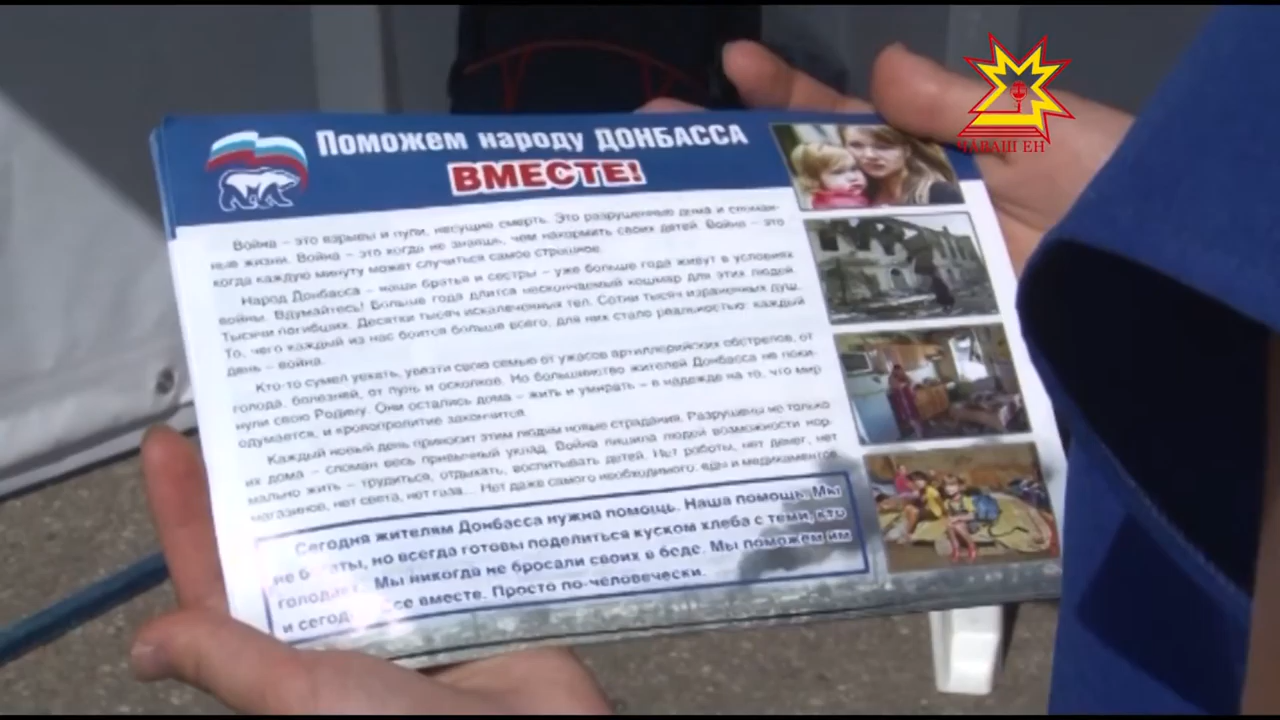 Поможем народу ДОНБАССА
ВМЕСТЕ!
ЧĂВАШ ЕН
Война – это взрывы и пули, несущие смерть. Это разрушенные дома и сломан-
ные жизни. Война – это когда не знаешь, чем накормить своих детей. Война – это
когда каждую минуту может случиться самое страшное.
Народ Донбасса – наши братья и сестры – уже больше года живут в условиях
войны. Вдумайтесь! Больше года длится нескончаемый кошмар для этих людей.
Тысячи погибших. Десятки тысяч искалеченных тел. Сотни тысяч израненных душ.
То, чего каждый из нас боится больше всего, для них стало реальностью: каждый
день – война.
Кто-то сумел уехать, увезти свою семью от ужасов артиллерийских обстрелов, от
голода, болезней, от пуль и осколков. Но большинство жителей Донбасса не поки-
нули свою Родину. Они остались дома – жить и умирать – в надежде на то, что мир
одумается, и кровопролитие закончится.
Каждый новый день приносит этим людям новые страдания. Разрушены не только
их дома – сломан весь привычный уклад. Война лишила людей возможности нор-
мально жить – трудиться, отдыхать, воспитывать детей. Нет работы, нет денег, нет
магазинов, нет света, нет газа... Нет даже самого необходимого: еды и медикаментов.
Сегодня жителям Донбасса нужна помощь. Наша помощь. Мы
не богаты, но всегда готовы поделиться куском хлеба с теми, кто
голодает. Мы никогда не бросали своих в беде. Мы поможем им
и сегодня все вместе. Просто по-человечески.